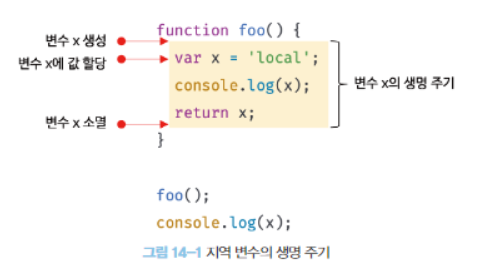 function foo() {
변수 x 생성
변수 x에 값 할당
var x = 'local';
console.log(x);
변수 x의 생명 주기
return x;
변수 x 소멸
}
foo();
console.log(x);
그림 14-1 지역 변수의 생명 주기